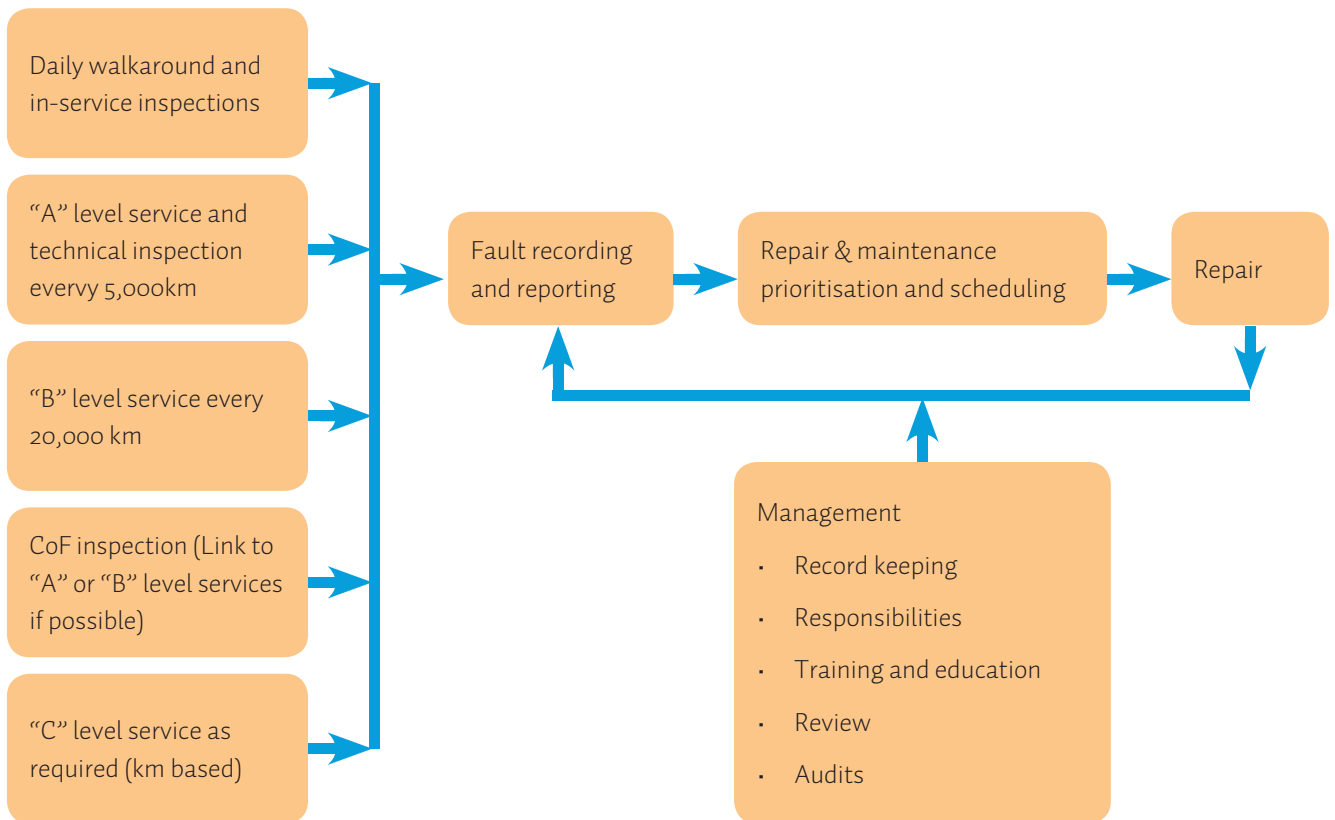 Daily walkaround and
in-service inspections
“A” level service and
technical inspection
evervy 5,000km
“B” level service every
20,000 km
CoF inspection (Link to
“A” or “B” level services
if possible)
“C” level service as
required (km based)
Fault recording
and reporting
Repair & maintenance
prioritisation and scheduling
Repair
Management
· Record keeping
· Responsibilities
· Training and education
· Review
· Audits